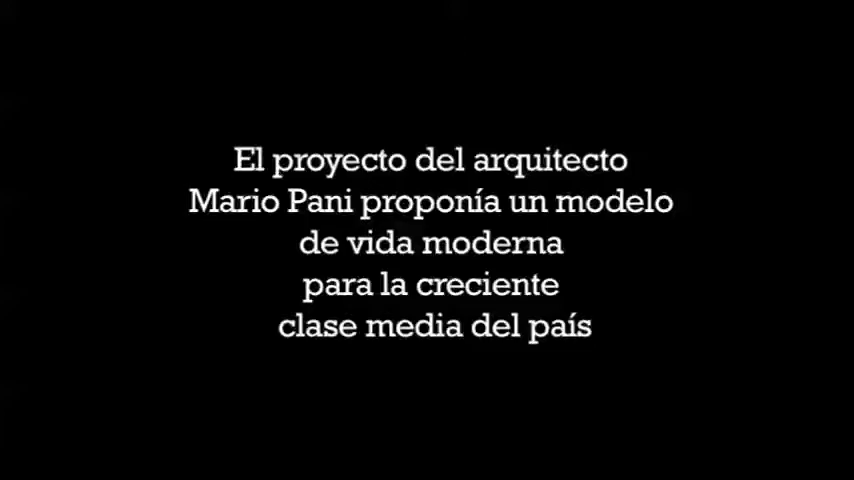 El proyecto del arquitecto
Mario Pani proponía un modelo
de vida moderna
para la creciente
clase media del país